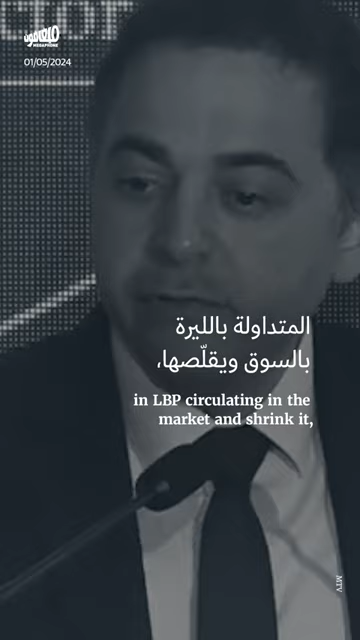 ميغافون
MEGAPHONE
01/05/2024
المتداولة بالليرة
بالسوق ويقلّصها،
in LBP circulating in the
market and shrink it,
MTV